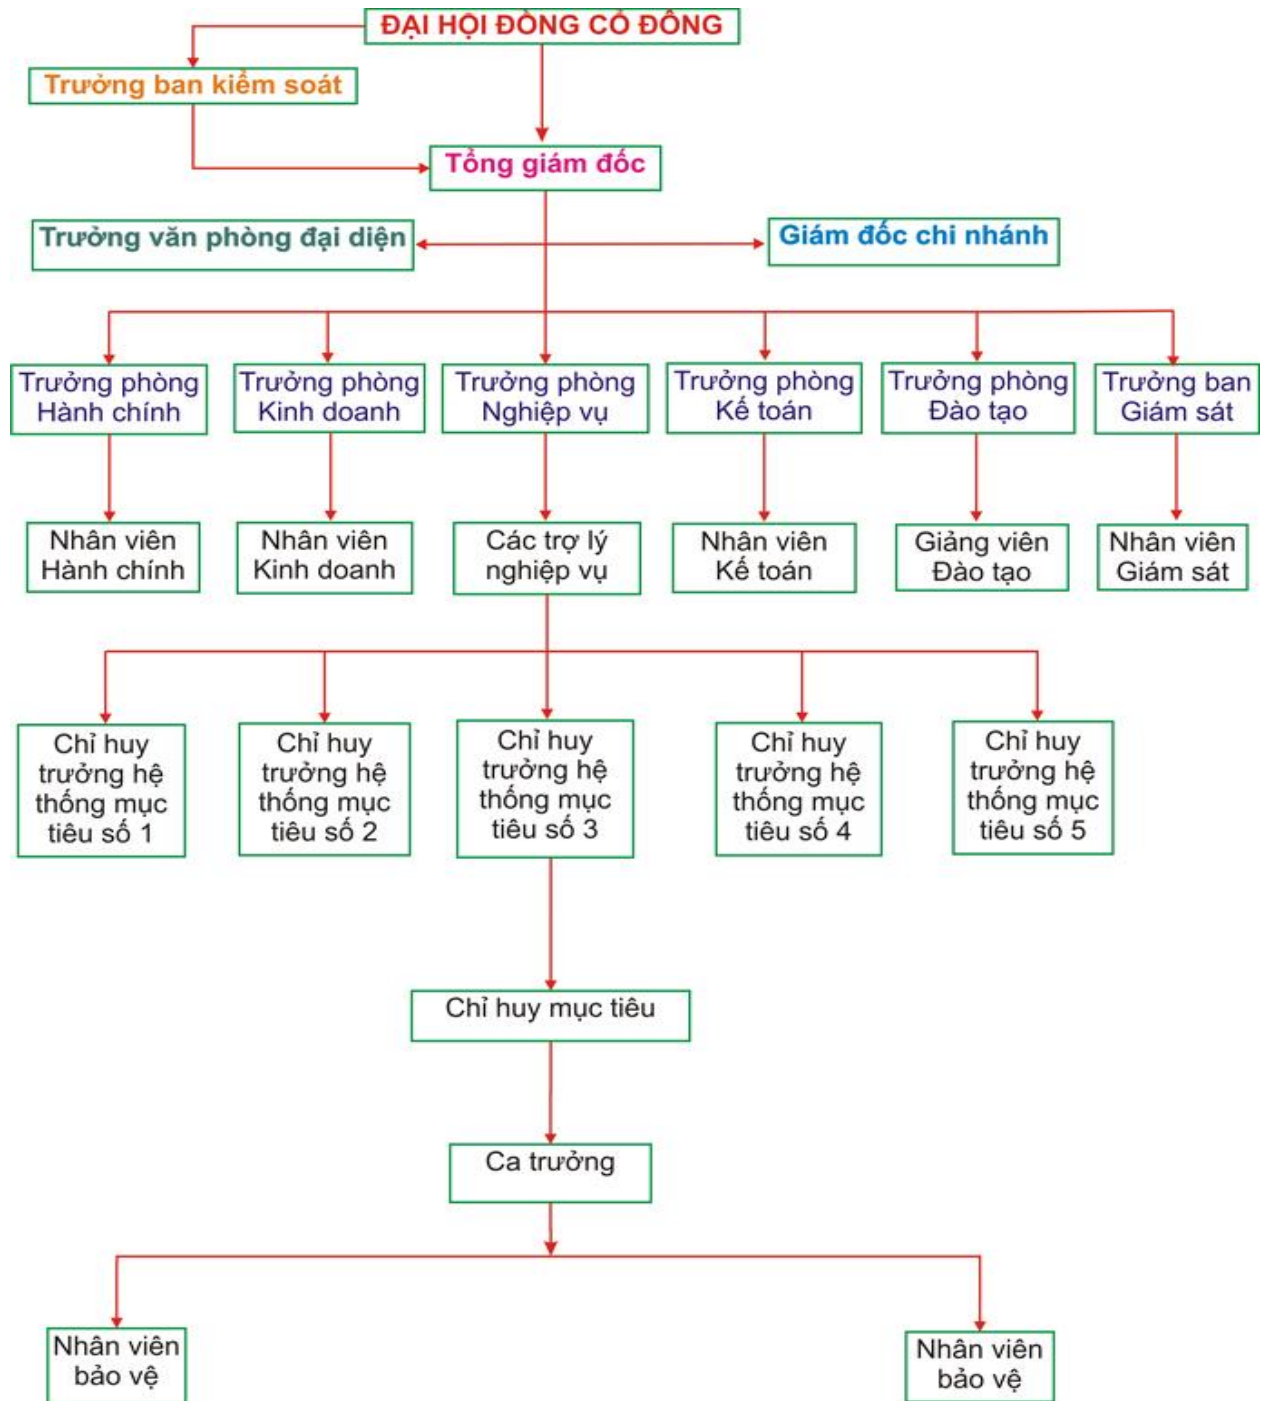 ĐẠI HỘI ĐỒNG CỔ ĐÔNG
Trưởng ban kiểm soát
Tổng giám đốc
Trưởng văn phòng đại diện
Giám đốc chi nhánh
Trưởng phòng
Hành chính
Trưởng phòng
Kinh doanh
Trưởng phòng
Nghiệp vụ
Trưởng phòng
Kế toán
Trưởng phòng
Đào tạo
Trưởng ban
Giám sát
Nhân viên
Hành chính
Nhân viên
Kinh doanh
Các trợ lý
nghiệp vụ
Nhân viên
Kế toán
Giảng viên
Đào tạo
Nhân viên
Giám sát
Chỉ huy
trưởng hệ
thống mục
tiêu số 1
Chỉ huy
trưởng hệ
thống mục
tiêu số 2
Chỉ huy
trưởng hệ
thống mục
tiêu số 3
Chỉ huy
trưởng hệ
thống mục
tiêu số 4
Chỉ huy
trưởng hệ
thống mục
tiêu số 5
Chỉ huy mục tiêu
Ca trưởng
Nhân viên
bảo vệ
Nhân viên
bảo vệ